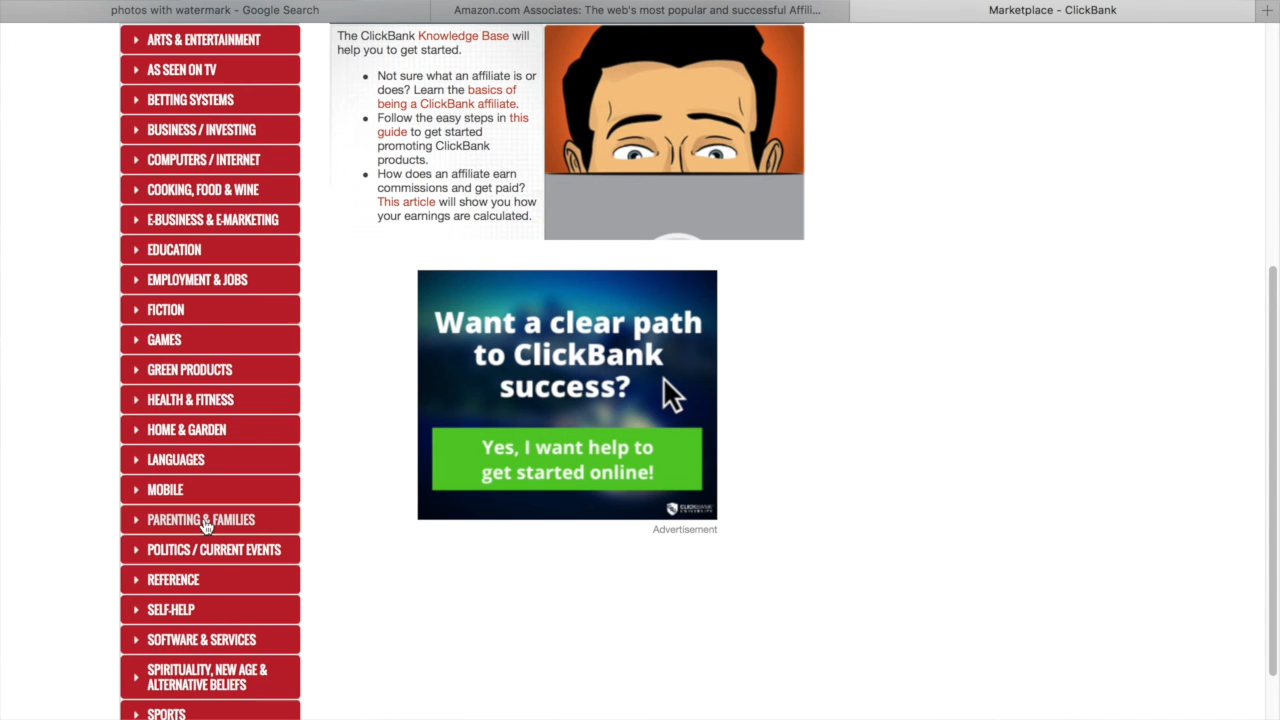 photos with watermark - Google Search
Amazon.com Associates: The web's most popular and successful Affili...
Marketplace - ClickBank
ARTS & ENTERTAINMENT
AS SEEN ON TV
BETTING SYSTEMS
BUSINESS / INVESTING
COMPUTERS / INTERNET
COOKING, FOOD & WINE
E-BUSINESS & E-MARKETING
EDUCATION
EMPLOYMENT & JOBS
FICTION
GAMES
GREEN PRODUCTS
HEALTH & FITNESS
HOME & GARDEN
LANGUAGES
MOBILE
PARENTING & FAMILIES
POLITICS / CURRENT EVENTS
REFERENCE
SELF-HELP
SOFTWARE & SERVICES
SPIRITUALITY, NEW AGE &
ALTERNATIVE BELIEFS
SPORTS
The ClickBank Knowledge Base will
help you to get started.
Not sure what an affiliate is or
does? Learn the basics of
being a ClickBank affiliate.
Follow the easy steps in this
guide to get started
promoting ClickBank
products.
How does an affiliate earn
commissions and get paid?
This article will show you how
your earnings are calculated.
Want a clear path
to ClickBank
success?
Yes, I want help to
get started online!
CLICKBANK
UNIVERSITY
Advertisement